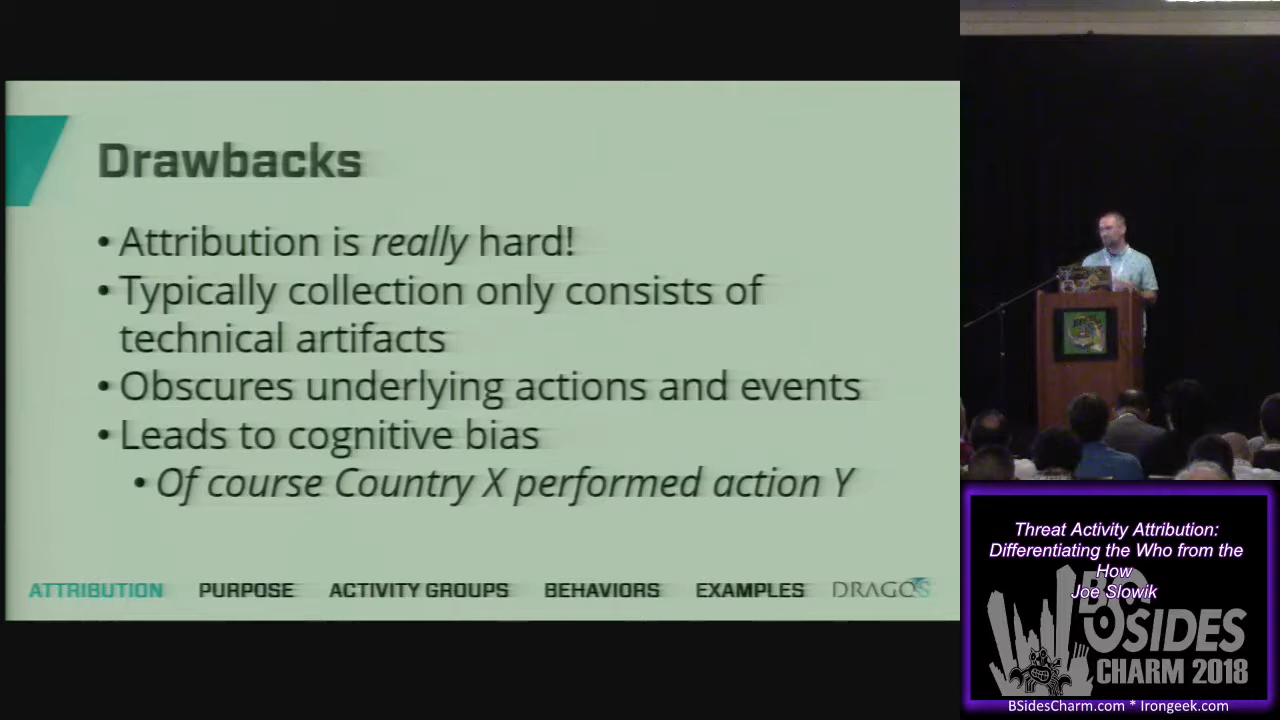 Drawbacks
• Attribution is really hard!
• Typically collection only consists of
technical artifacts
• Obscures underlying actions and events
• Leads to cognitive bias
• Of course Country X performed action Y
ATTRIBUTION PURPOSE ACTIVITY GROUPS BEHAVIORS EXAMPLES DRAGOS
Threat Activity Attribution:
Differentiating the Who from the
How
Joe Slowik
BSIDES
CHARM 2018
BSidesCharm.com * Irongeek.com